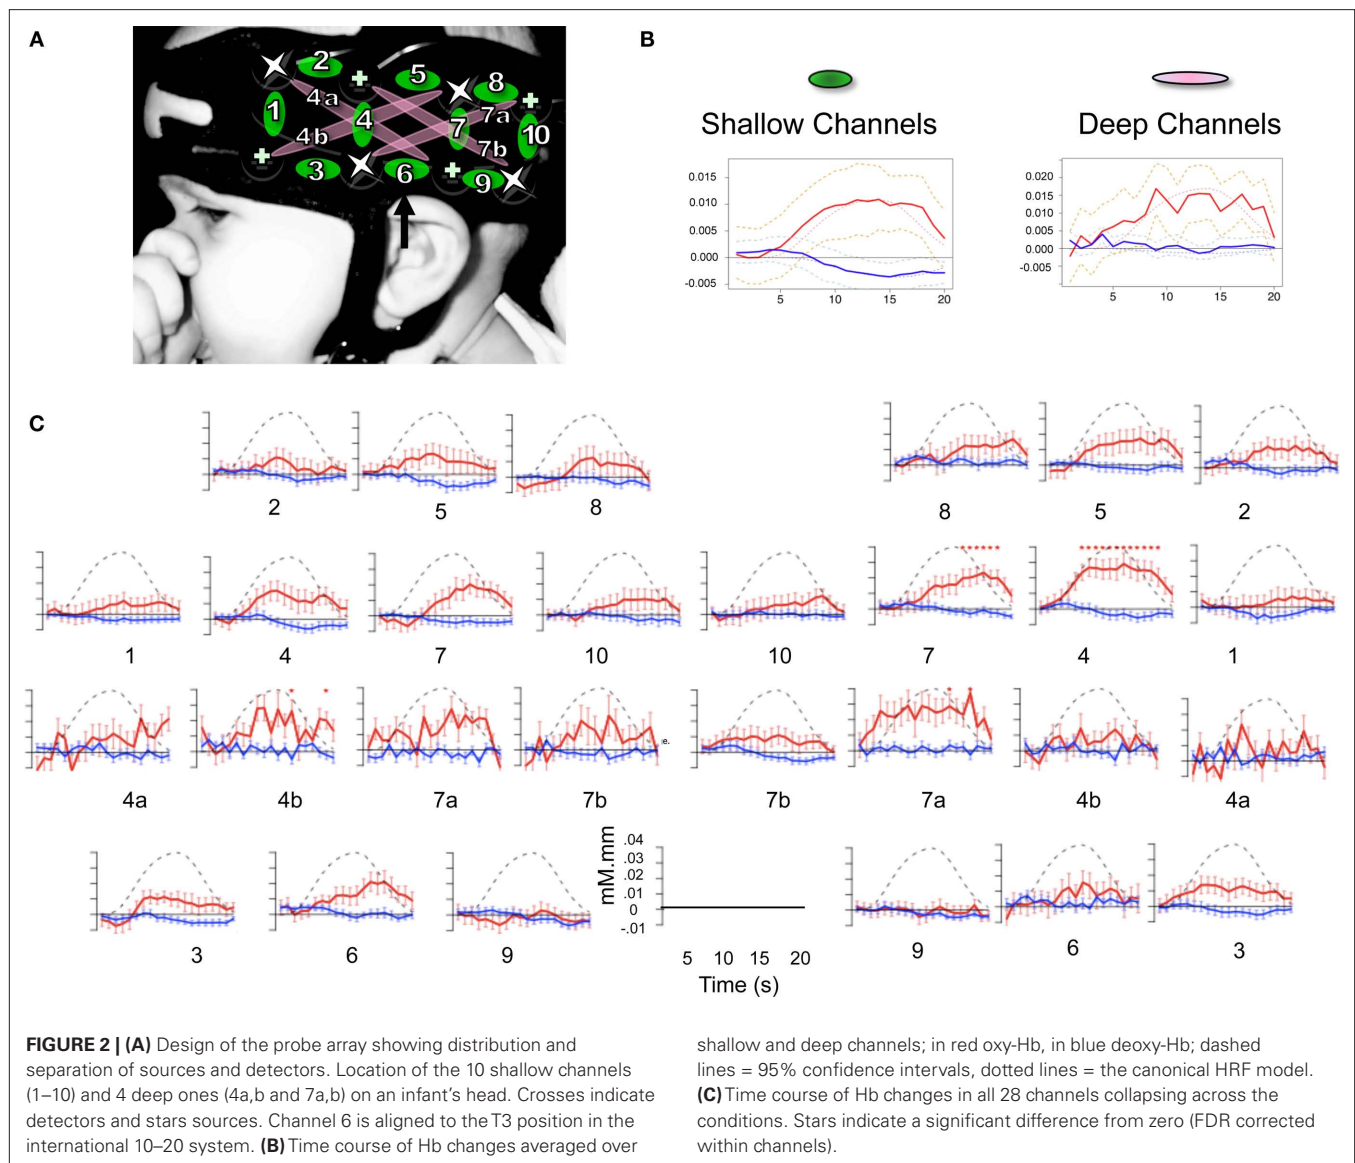 A
B
2
5
8
1
4a
4
7
7a
10
4b
7b
3
6
9
Shallow Channels
Deep Channels
0.015
0.010
0.005
0.000
-0.005
5
10
15
20
0.020
0.015
0.010
0.005
0.000
-0.005
5
10
15
20
C
2
5
8
8
5
2
1
4
7
10
10
7
4
1
4a
4b
7a
7b
e.
7b
7a
4b
4a
3
6
9
mM.mm
.04
.03
.02
.01
0
-.01
5
10
15
20
Time (s)
9
6
3
FIGURE 2 | (A) Design of the probe array showing distribution and
separation of sources and detectors. Location of the 10 shallow channels
(1–10) and 4 deep ones (4a,b and 7a,b) on an infant's head. Crosses indicate
detectors and stars sources. Channel 6 is aligned to the T3 position in the
international 10–20 system. (B) Time course of Hb changes averaged over
shallow and deep channels; in red oxy-Hb, in blue deoxy-Hb; dashed
lines = 95% confidence intervals, dotted lines = the canonical HRF model.
(C) Time course of Hb changes in all 28 channels collapsing across the
conditions. Stars indicate a significant difference from zero (FDR corrected
within channels).